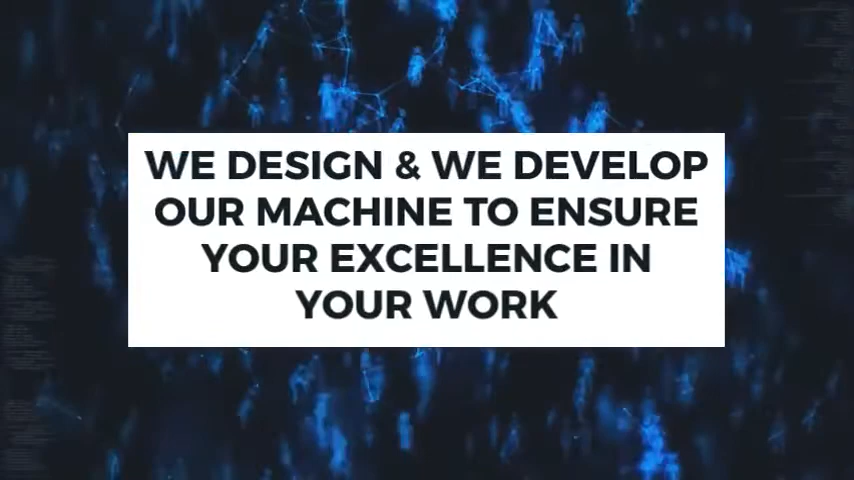 WE DESIGN & WE DEVELOP
OUR MACHINE TO ENSURE
YOUR EXCELLENCE IN
YOUR WORK